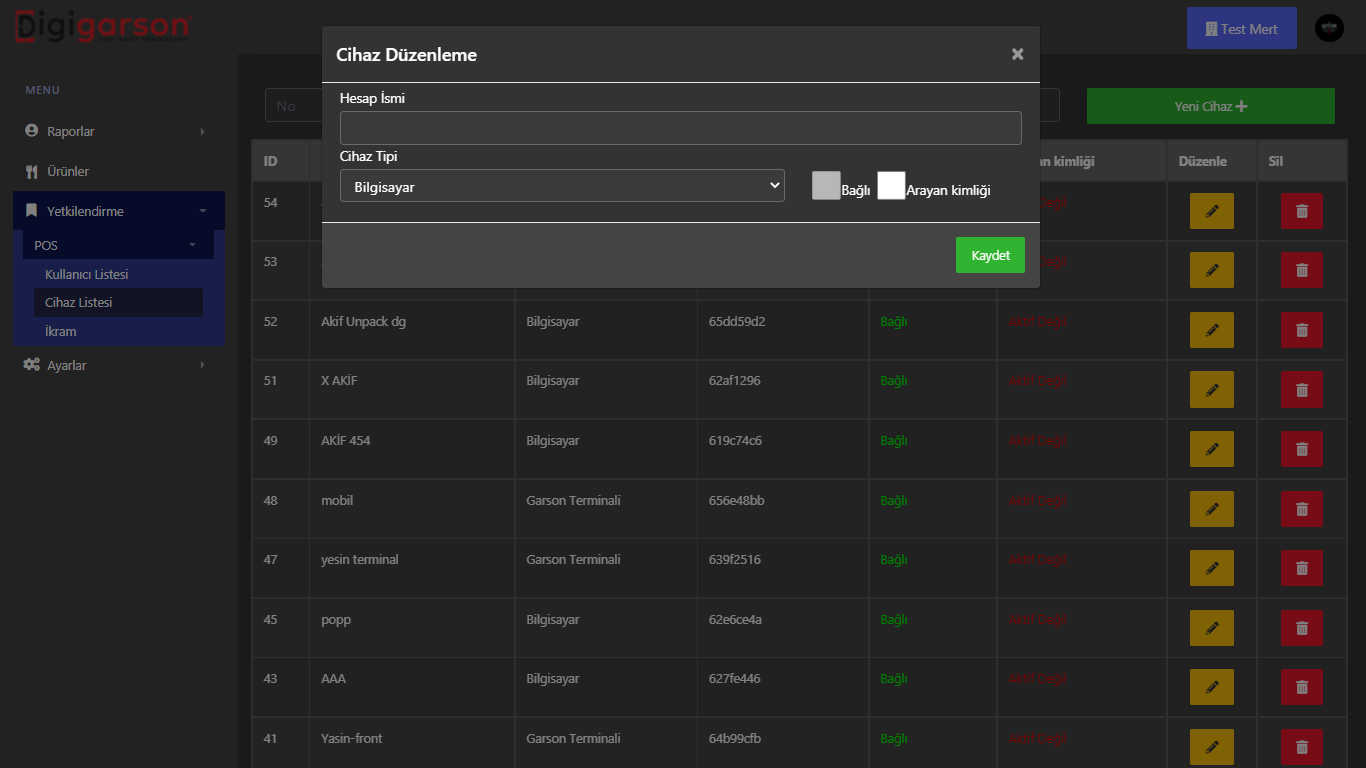 Digigarson
Test Mert
Cihaz Düzenleme
×
MENU
Hesap İsmi
No
Yeni Cihaz
Raporlar
Cihaz Tipi
ID
kimliği
Düzenle
Sil
Ürünler
Bilgisayar
Bağlı
Arayan kimliği
54
Yetkilendirme
POS
Kaydet
53
Kullanıcı Listesi
Cihaz Listesi
52 Akif Unpack dg Bilgisayar 65dd59d2 Bağlı Aktif Değil
İkram
Ayarlar
51 X AKİF Bilgisayar 62af1296 Bağlı Aktif Değil
49 AKİF 454 Bilgisayar 619c74c6 Bağlı Aktif Değil
48 mobil Garson Terminali 656e48bb Bağlı Aktif Değil
47 yesin terminal Garson Terminali 639f2516 Bağlı Aktif Değil
45 popp Bilgisayar 62e6ce4a Bağlı Aktif Değil
43 AAA Bilgisayar 627fe446 Bağlı Aktif Değil
41 Yasin-front Garson Terminali 64b99cfb Bağlı Aktif Değil